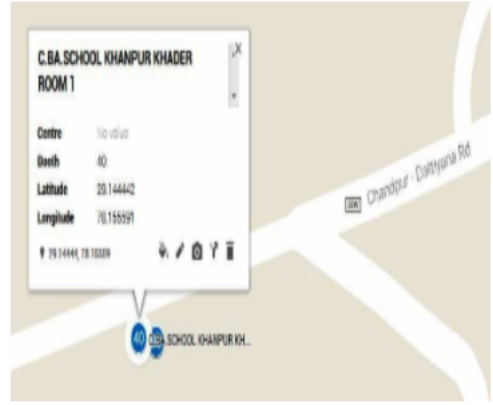 C.BA.SCHOOL KHANPUR KHADER
ROOM 1
Centre No value
Booth 40
Latitude 29.144442
Longitude 78.155591
Chandpur - Dattiyana Rd
40 C.BA.SCHOOL KHANPUR KH...